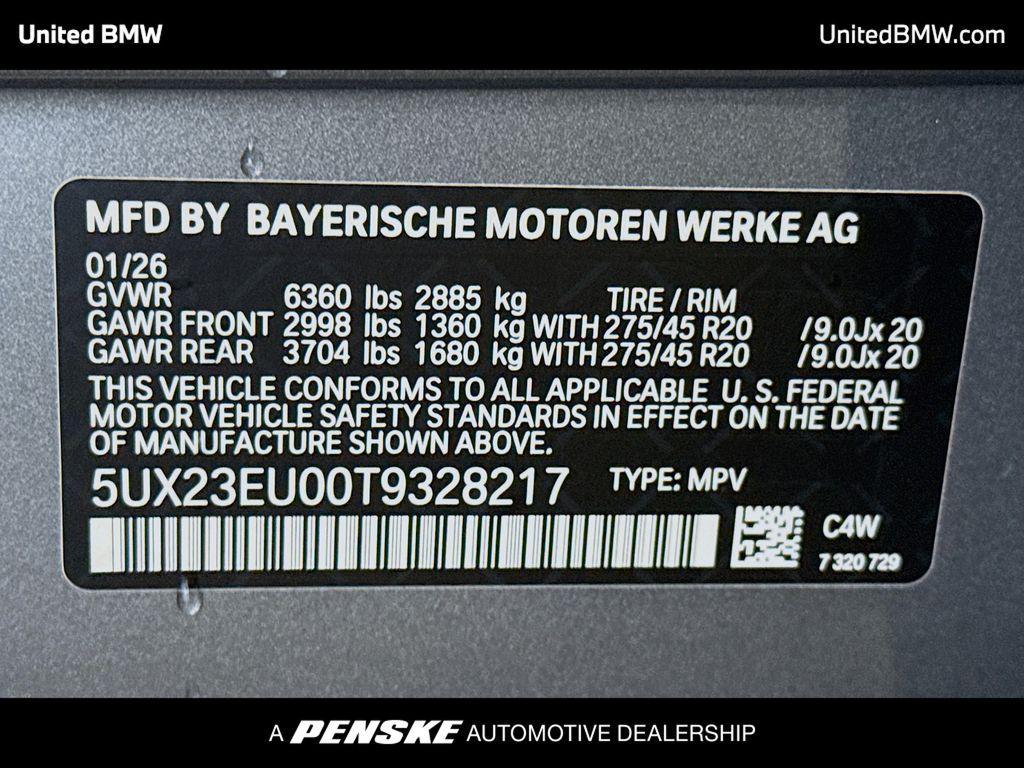 United BMW
UnitedBMW.com
MFD BY BAYERISCHE MOTOREN WERKE AG
01/26
GVWR 6360 lbs 2885 kg TIRE / RIM
GAWR FRONT 2998 lbs 1360 kg WITH 275/45 R20 /9.0Jx 20
GAWR REAR 3704 lbs 1680 kg WITH 275/45 R20 /9.0Jx 20
THIS VEHICLE CONFORMS TO ALL APPLICABLE U. S. FEDERAL
MOTOR VEHICLE SAFETY STANDARDS IN EFFECT ON THE DATE
OF MANUFACTURE SHOWN ABOVE.
5UX23EU00T9328217 TYPE: MPV
C4W
7 320 729
A PENSKE AUTOMOTIVE DEALERSHIP